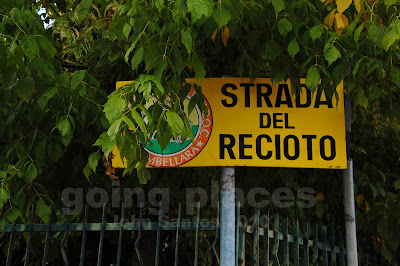 STRADA
DEL
RECIOTO
going places